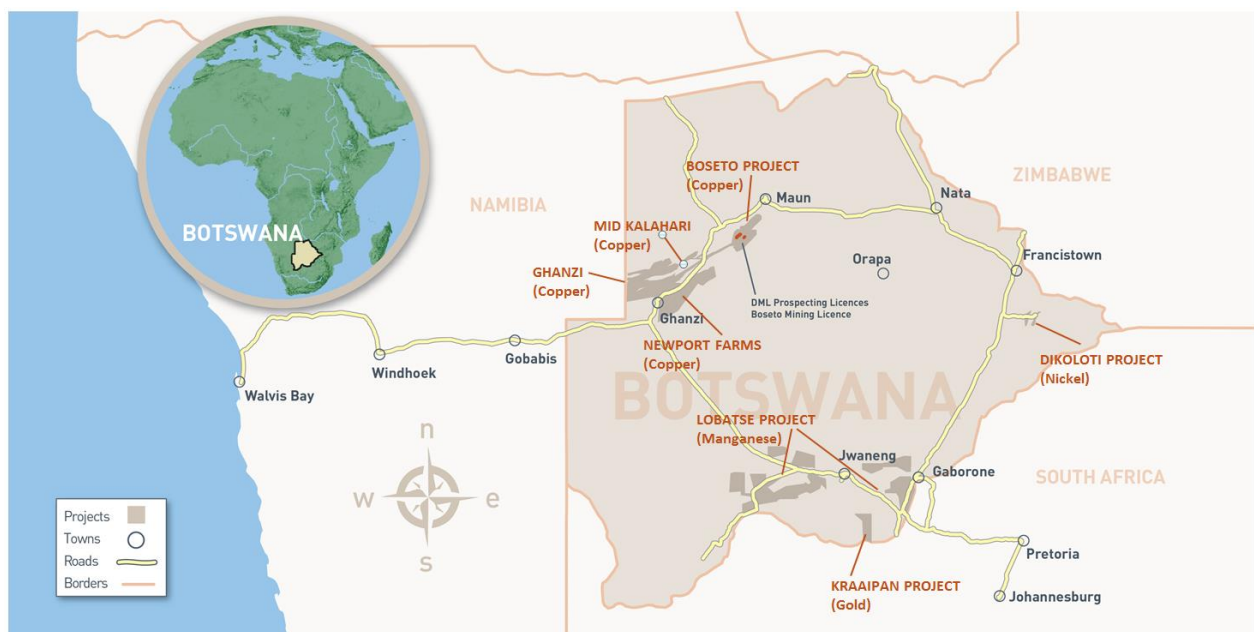 BOTSWANA
NAMIBIA
ZIMBABWE
BOSETO PROJECT
(Copper)
Maun
Nata
MID KALAHARI
(Copper)
GHANZI
(Copper)
Orapa
Francistown
DML Prospecting Licences
Boseto Mining Licence
Ghanzi
NEWPORT FARMS
(Copper)
Gobabis
Windhoek
Walvis Bay
DIKOLOTI PROJECT
(Nickel)
BOTSWANA
LOBATSE PROJECT
(Manganese)
Jwaneng
Gaborone
SOUTH AFRICA
n
w
e
s
Projects
Towns
Roads
Borders
Pretoria
KRAAIPAN PROJECT
(Gold)
Johannesburg